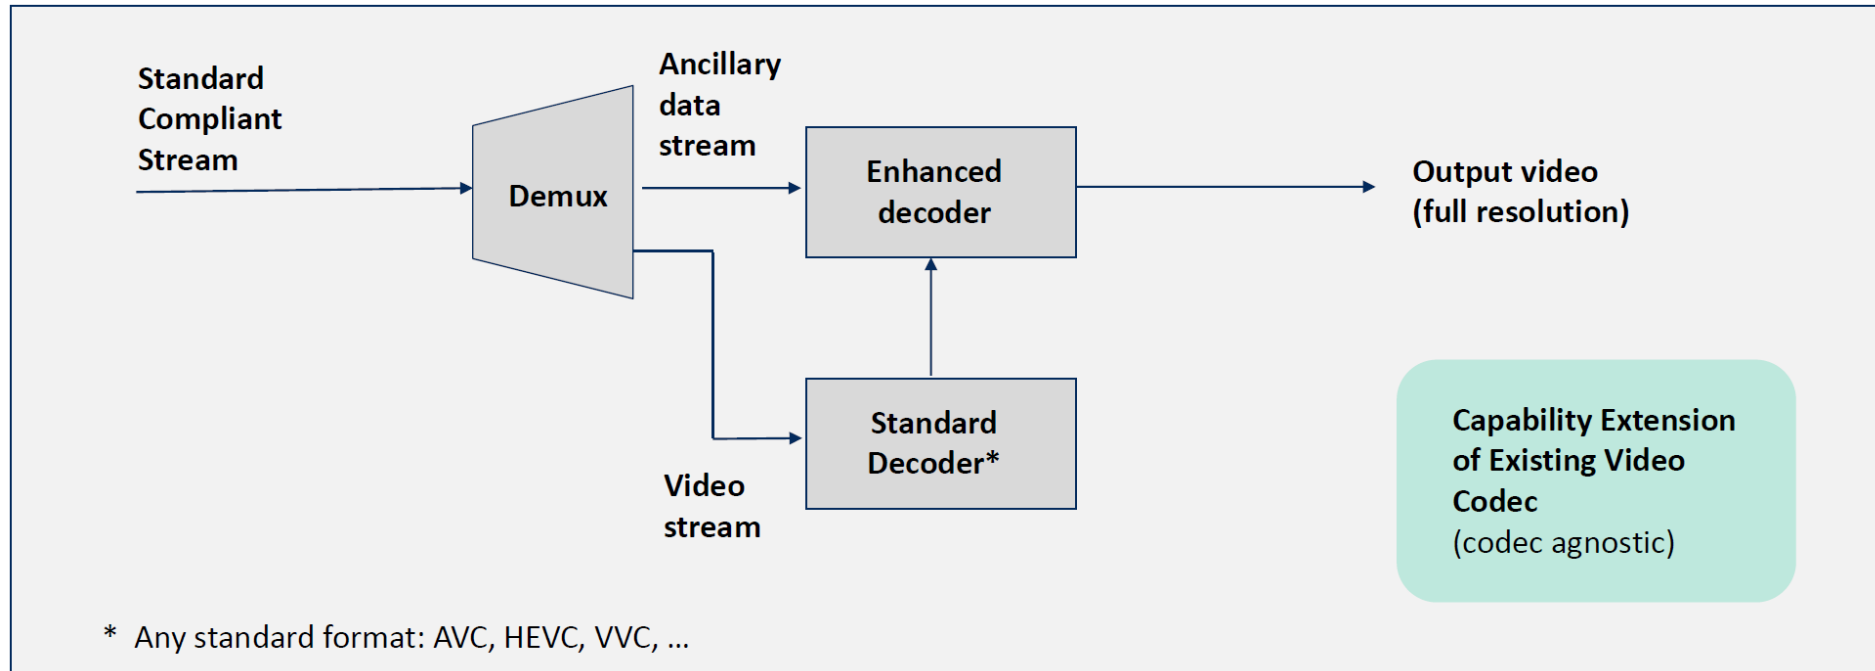 Standard
Compliant
Stream
Demux
Ancillary
data
stream
Enhanced
decoder
Output video
(full resolution)
Video
stream
Standard
Decoder*
Capability Extension
of Existing Video
Codec
(codec agnostic)
* Any standard format: AVC, HEVC, VVC, ...